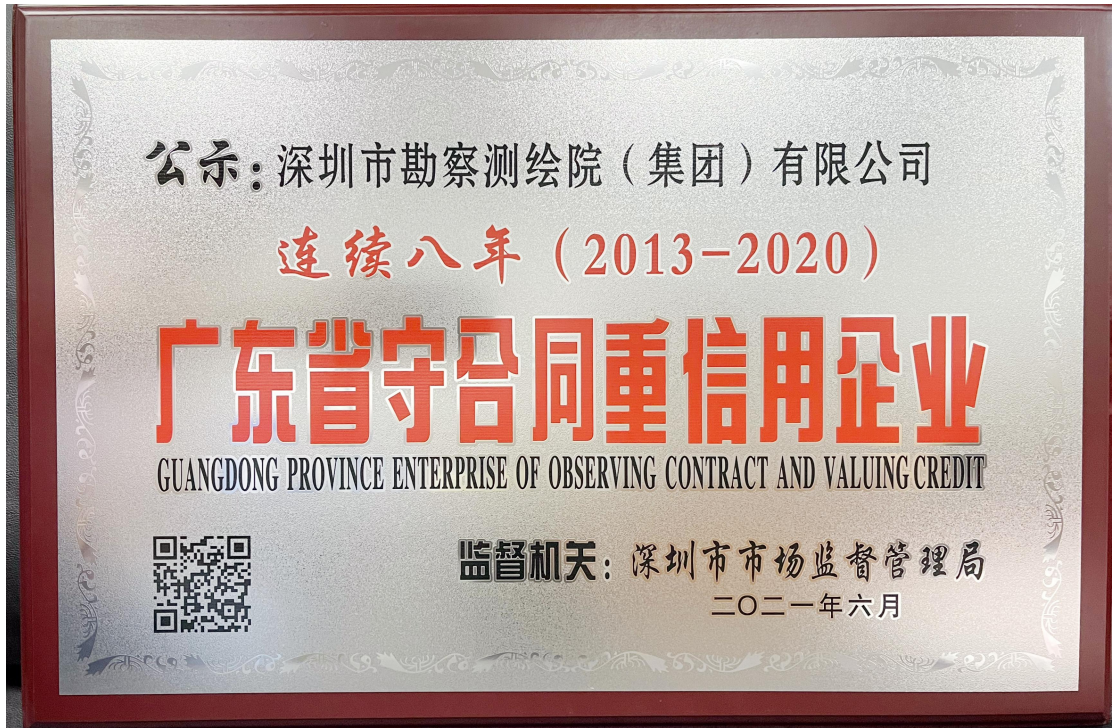 公示：深圳市勘察测绘院（集团）有限公司
连续八年（2013-2020）
广东省守合同重信用企业
GUANGDONG PROVINCE ENTERPRISE OF OBSERVING CONTRACT AND VALUING CREDIT
监督机关：深圳市市场监督管理局
二〇二一年六月